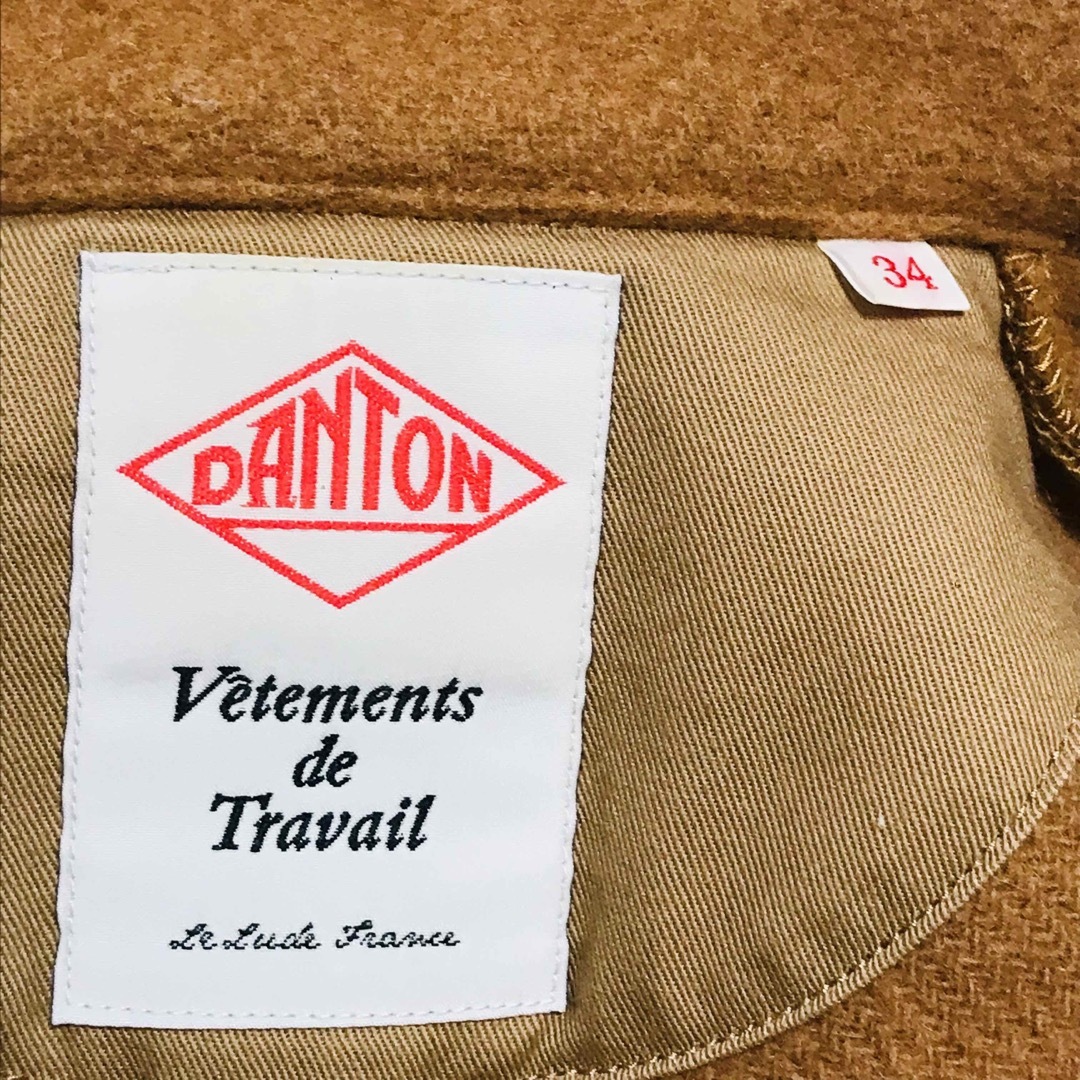 34
DANTON
Vêtements
de
Travail
Le Lude France